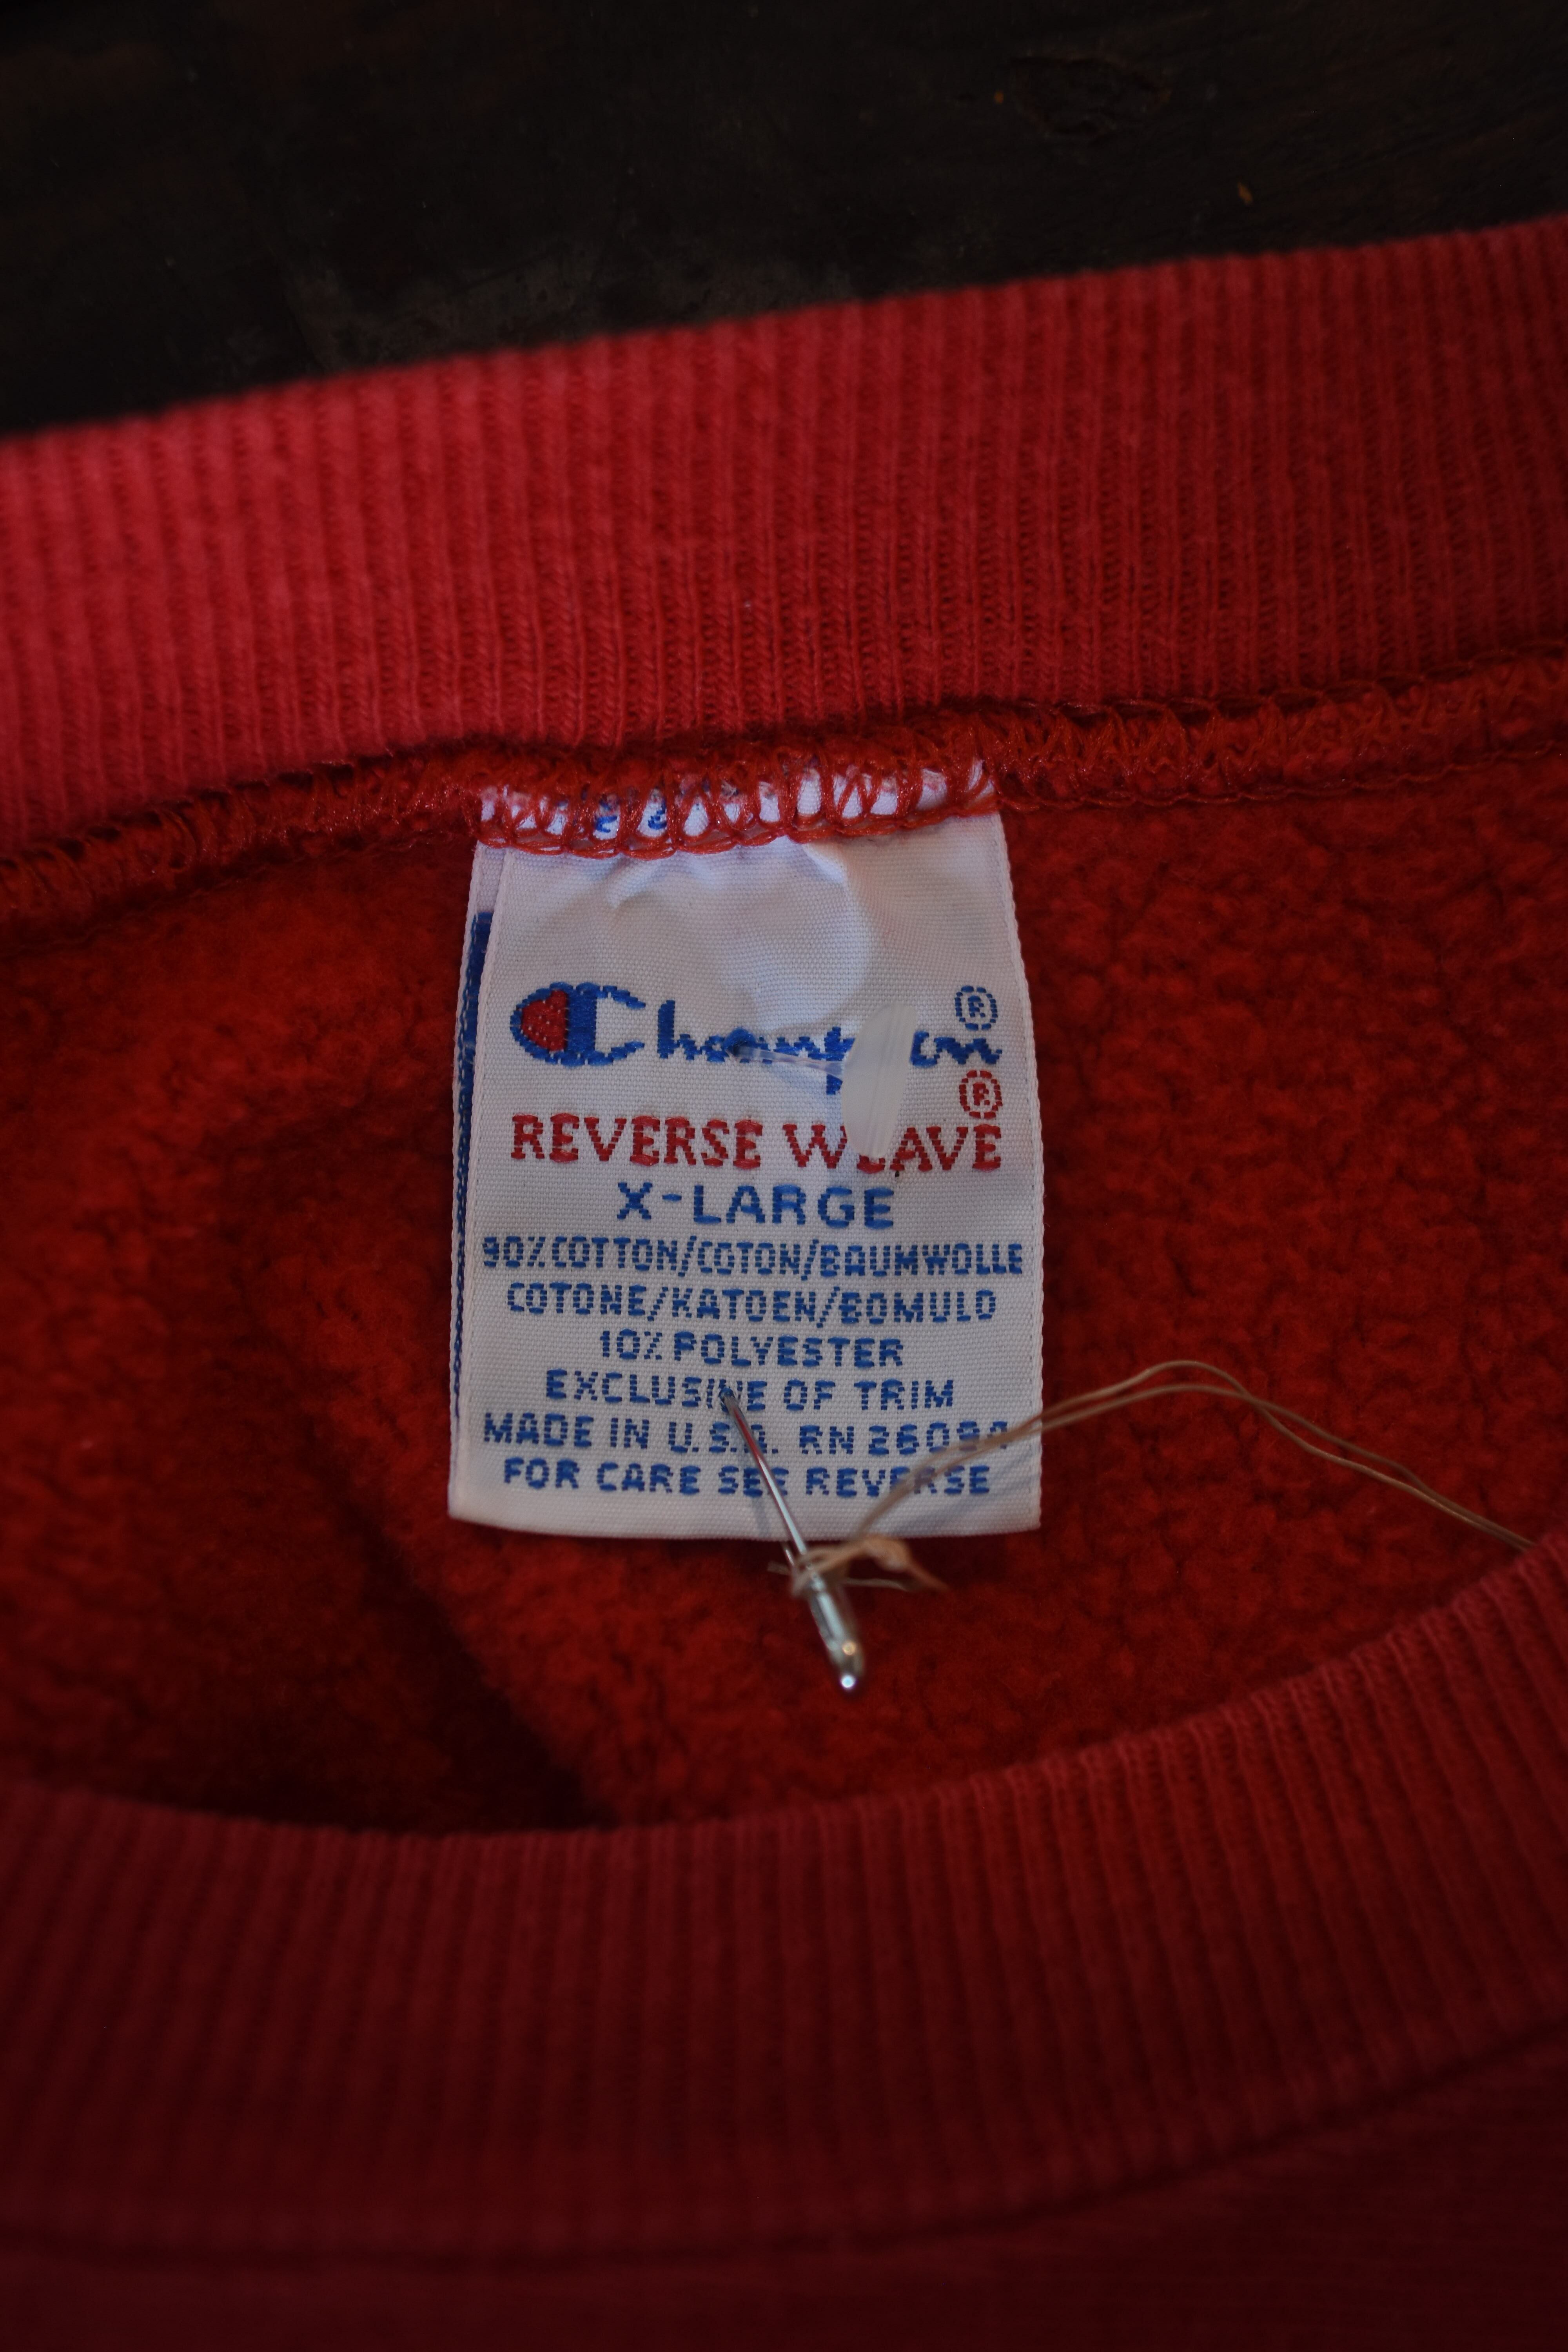 Champion®
REVERSE WEAVE®
X-LARGE
90% COTTON/COTON/BAUMWOLLE
COTONE/KATOEN/BOMULD
10% POLYESTER
EXCLUSIVE OF TRIM
MADE IN U.S.A. RN 26094
FOR CARE SEE REVERSE